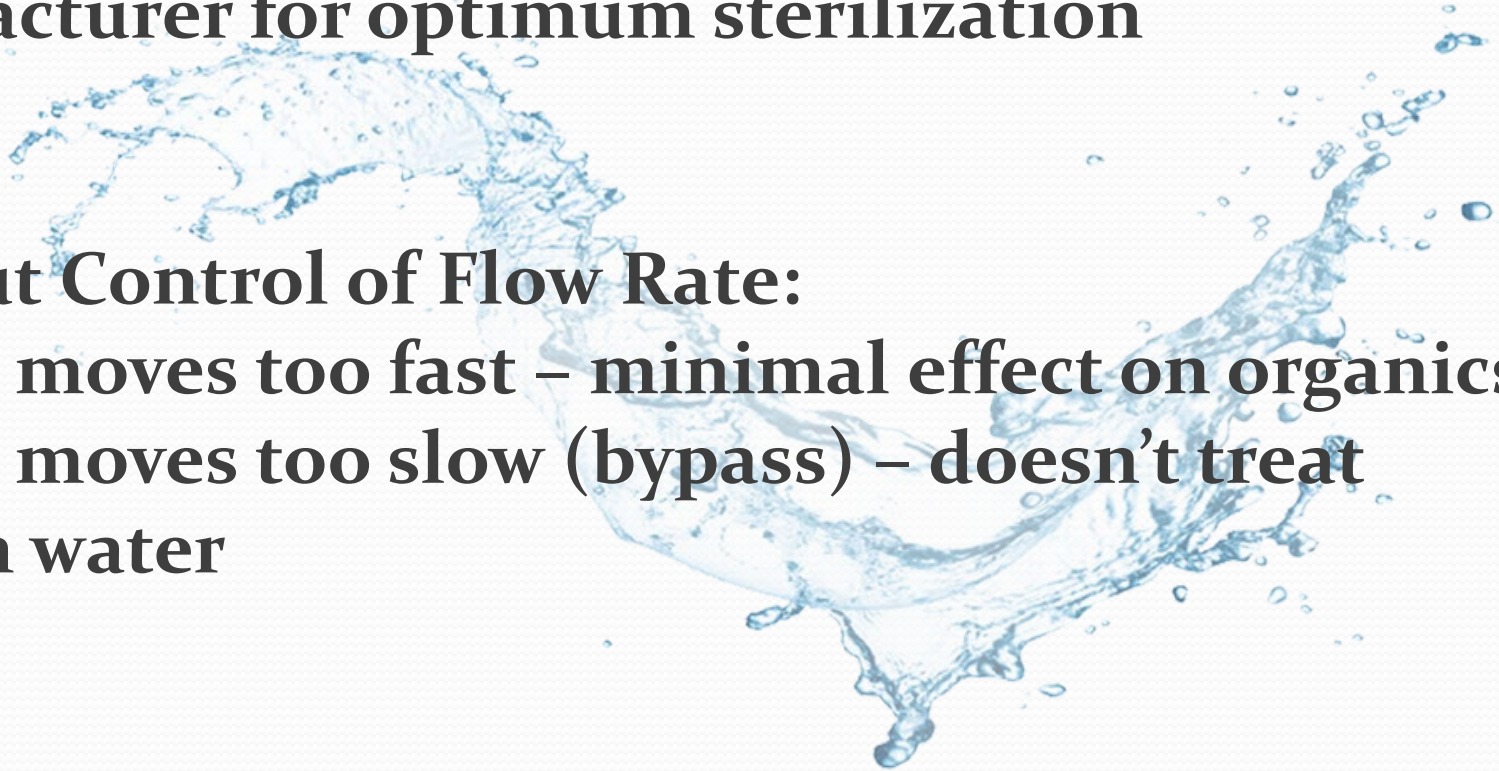 acturer for optimum sterilization
ut Control of Flow Rate:
moves too fast – minimal effect on organics
moves too slow (bypass) – doesn’t treat
water